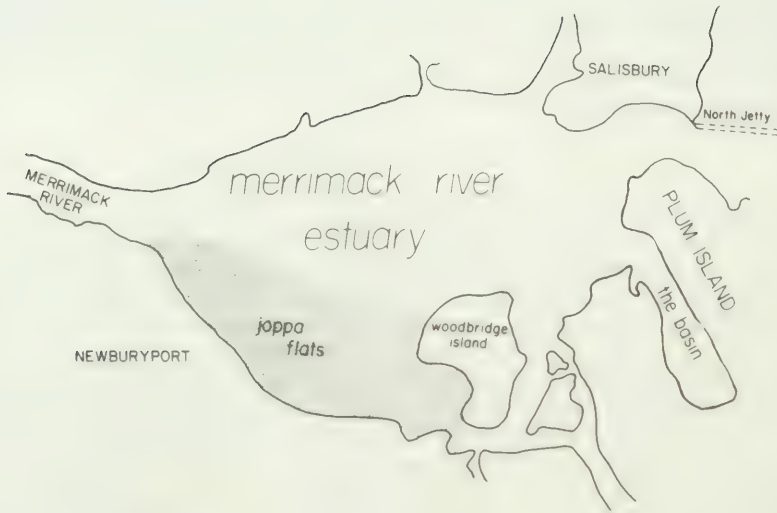 SALISBURY
North Jetty
MERRIMACK
RIVER
merrimack river
estuary
PLUM ISLAND
the basin
joppa
flats
woodbridge
island
NEWBURYPORT